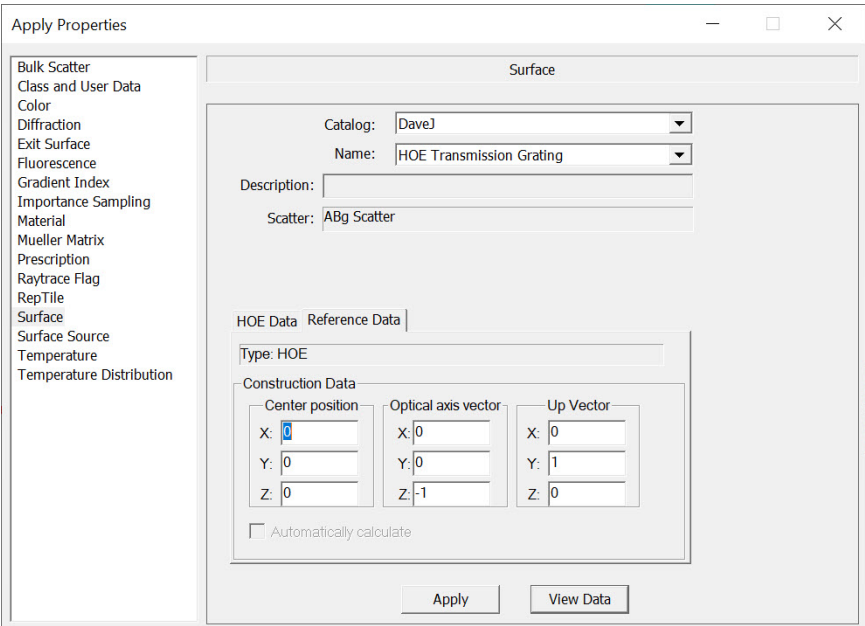 Apply Properties
Bulk Scatter
Class and User Data
Color
Diffraction
Exit Surface
Fluorescence
Gradient Index
Importance Sampling
Material
Mueller Matrix
Prescription
Raytrace Flag
RepTile
Surface
Surface Source
Temperature
Temperature Distribution
Surface
Catalog: DaveJ
Name: HOE Transmission Grating
Description:
Scatter: ABg Scatter
HOE Data Reference Data
Type: HOE
Construction Data
Center position Optical axis vector Up Vector
X: 0 X: 0 X: 0
Y: 0 Y: 0 Y: 1
Z: 0 Z: -1 Z: 0
Automatically calculate
Apply View Data